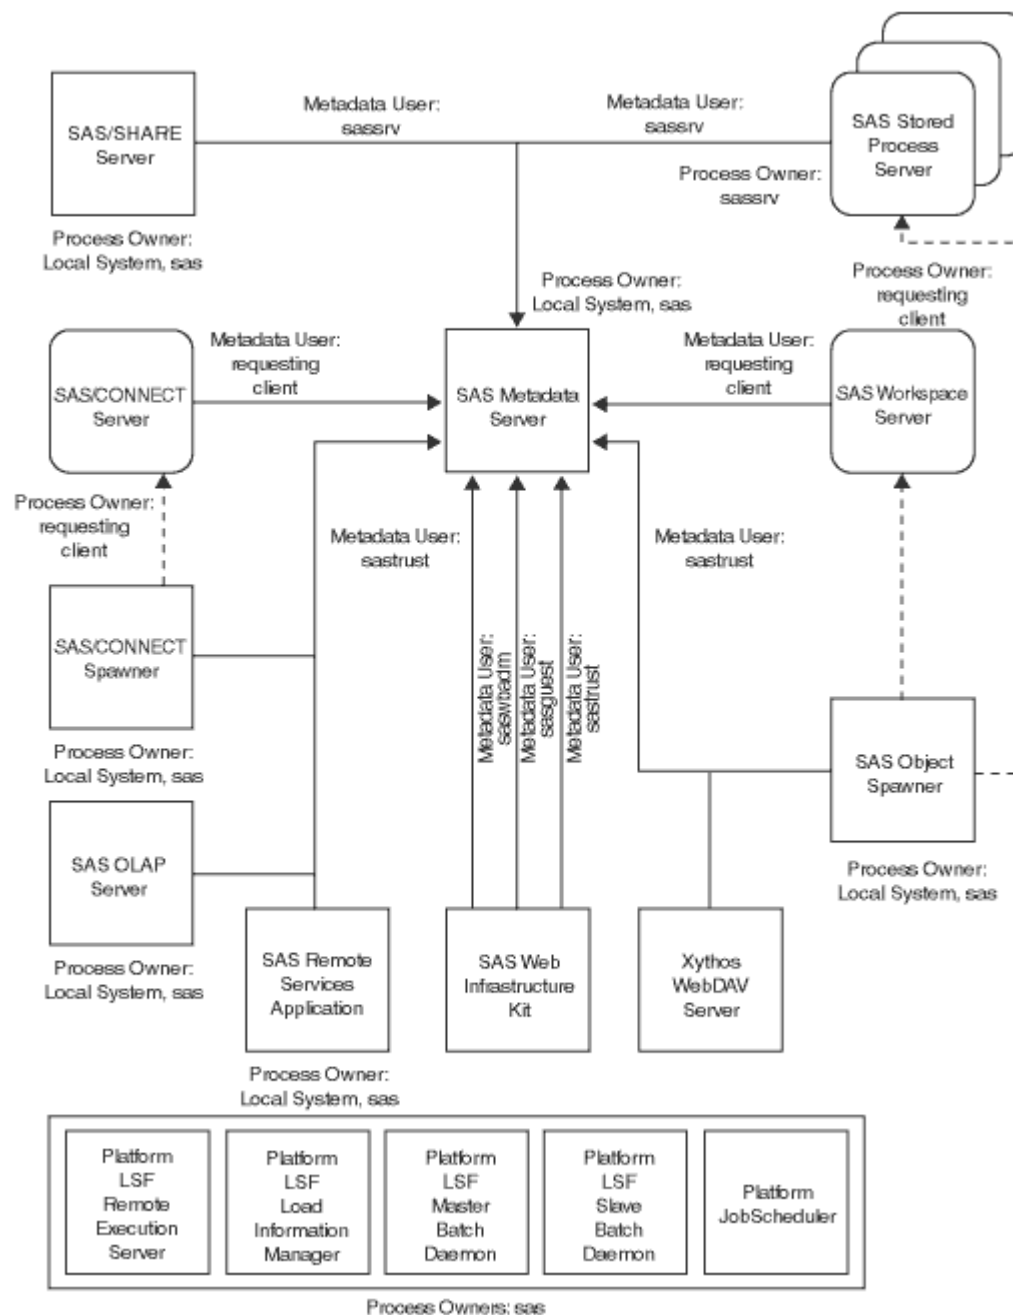 Metadata User:
sassrv
Metadata User:
sassrv
SAS/SHARE
Server
SAS Stored
Process
Server
Process Owner:
sassrv
Process Owner:
Local System, sas
Process Owner:
Local System, sas
Process Owner:
requesting
client
Metadata User:
requesting
client
Metadata User:
requesting
client
SAS/CONNECT
Server
SAS Metadata
Server
SAS Workspace
Server
Process Owner:
requesting
client
Metadata User:
sastrust
Metadata User:
sastrust
SAS/CONNECT
Spawner
Metadata User:
saswbadm
Metadata User:
sasguest
Metadata User:
sastrust
Process Owner:
Local System, sas
SAS Object
Spawner
SAS OLAP
Server
Process Owner:
Local System, sas
Process Owner:
Local System, sas
SAS Remote
Services
Application
SAS Web
Infrastructure
Kit
Xythos
WebDAV
Server
Process Owner:
Local System, sas
Platform
LSF
Remote
Execution
Server
Platform
LSF
Load
Information
Manager
Platform
LSF
Master
Batch
Daemon
Platform
LSF
Slave
Batch
Daemon
Platform
JobScheduler
Process Owners: sas